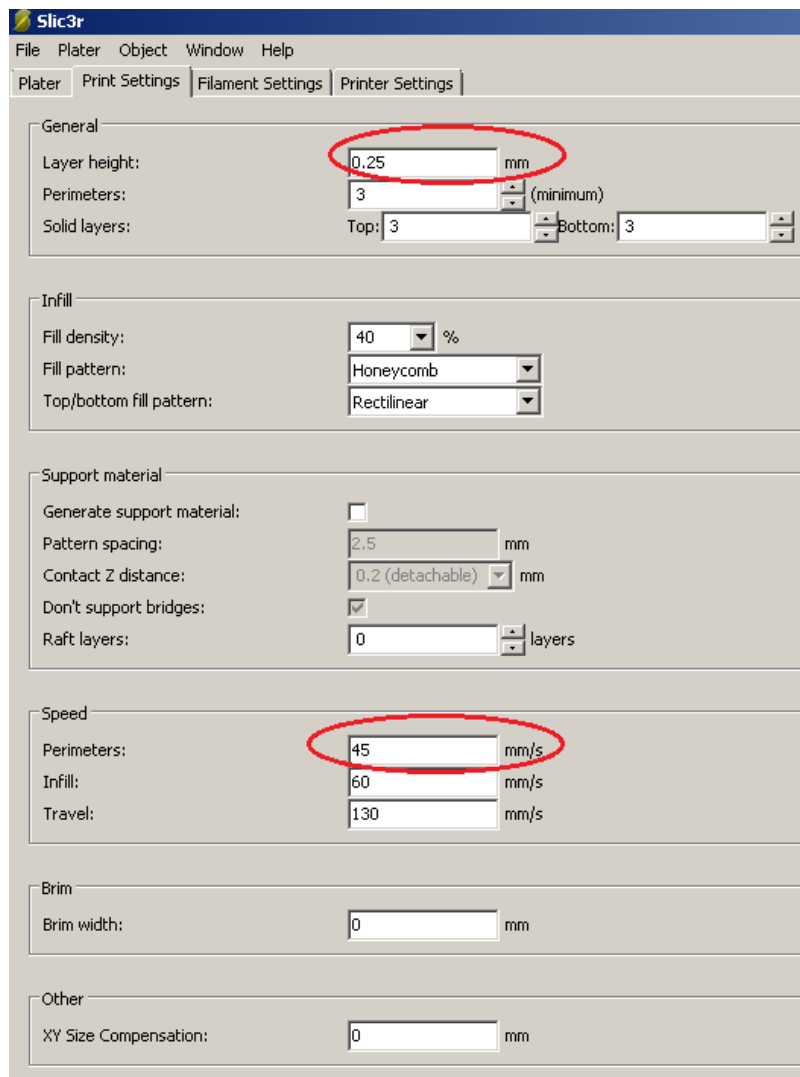 Slic3r
File Plater Object Window Help
Plater Print Settings Filament Settings Printer Settings
General
Layer height: 0.25 mm
Perimeters: 3 (minimum)
Solid layers: Top: 3 Bottom: 3
Infill
Fill density: 40 %
Fill pattern: Honeycomb
Top/bottom fill pattern: Rectilinear
Support material
Generate support material:
Pattern spacing: 2.5 mm
Contact Z distance: 0.2 (detachable) mm
Don't support bridges:
Raft layers: 0 layers
Speed
Perimeters: 45 mm/s
Infill: 60 mm/s
Travel: 130 mm/s
Brim
Brim width: 0 mm
Other
XY Size Compensation: 0 mm